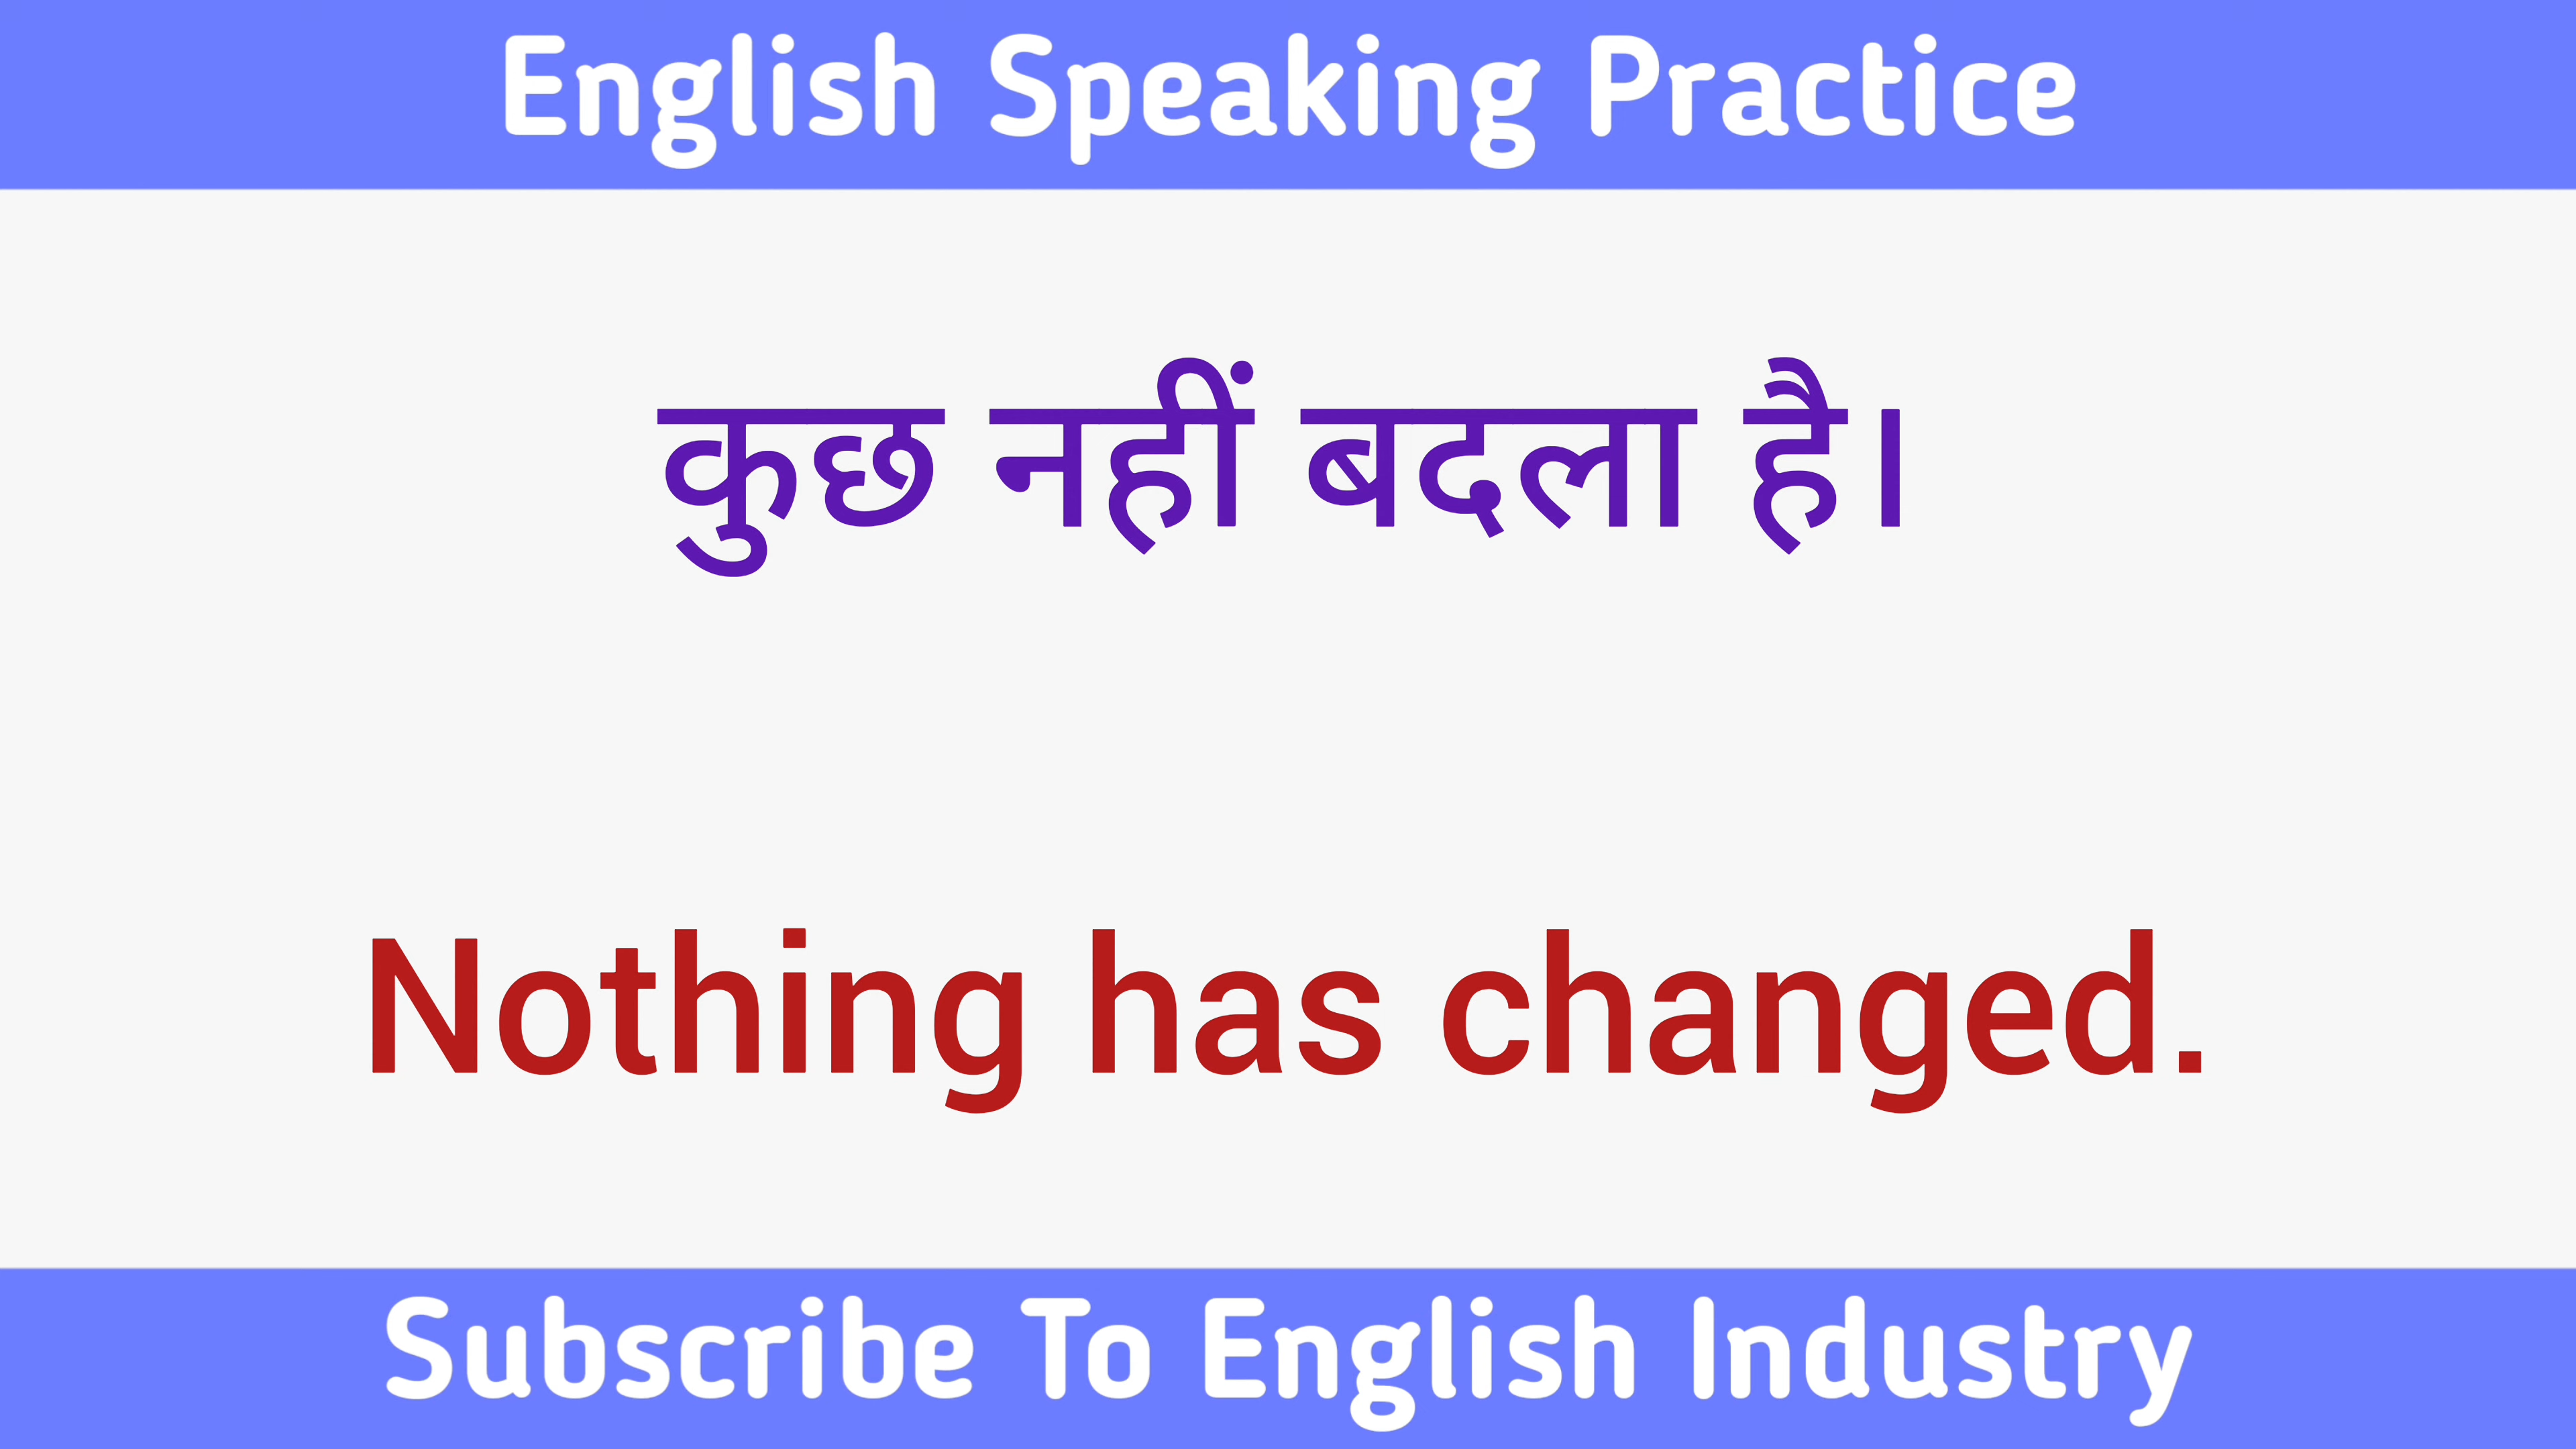 English Speaking Practice
कुछ नहीं बदला है।
Nothing has changed.
Subscribe To English Industry